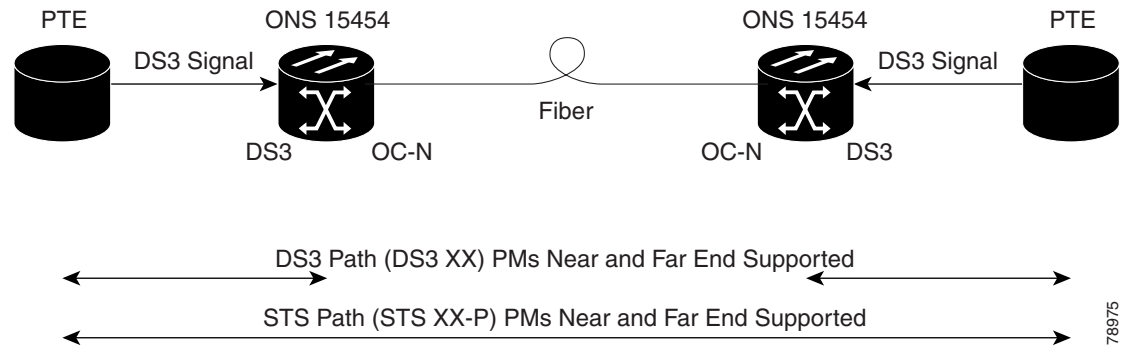 PTE
ONS 15454
ONS 15454
PTE
DS3 Signal
DS3 Signal
Fiber
DS3
OC-N
OC-N
DS3
DS3 Path (DS3 XX) PMs Near and Far End Supported
STS Path (STS XX-P) PMs Near and Far End Supported
78975